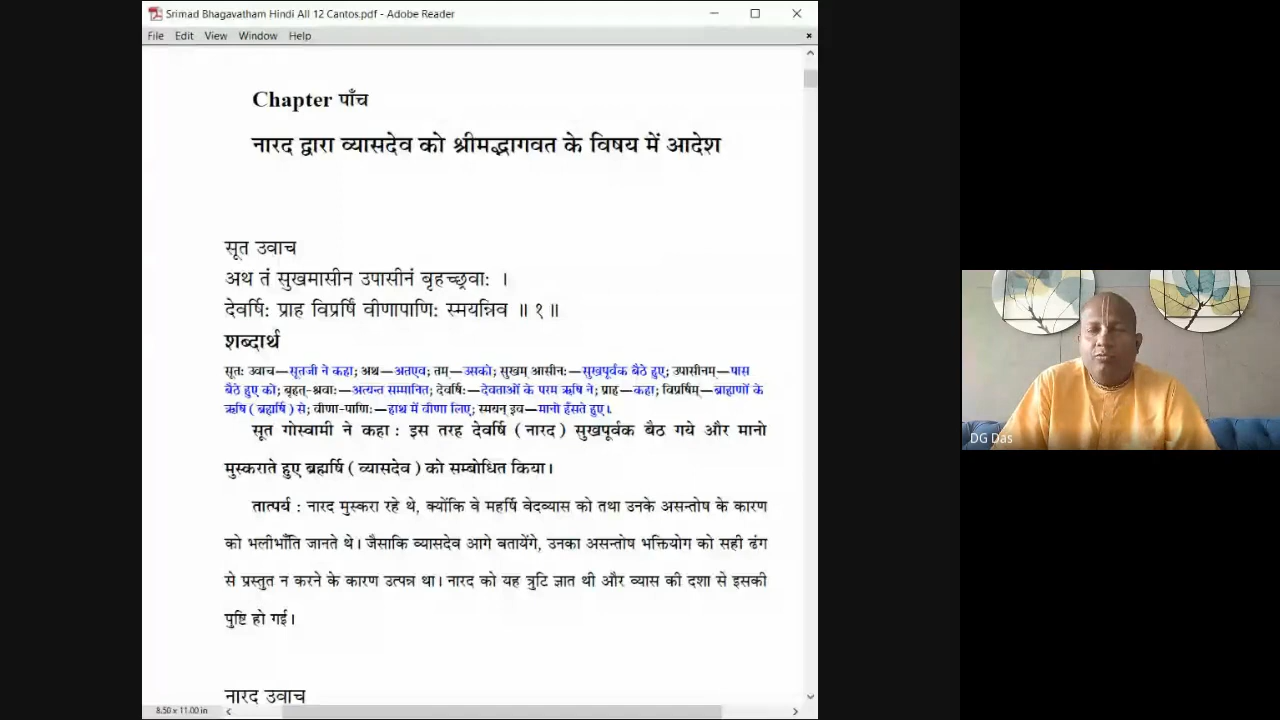 Srimad Bhagavatham Hindi All 12 Cantos.pdf - Adobe Reader
File Edit View Window Help
Chapter पाँच
नारद द्वारा व्यासदेव को श्रीमद्भागवत के विषय में आदेश
सूत उवाच
अथ तं सुखमासीन उपासीनं बृहच्छ्रवाः ।
देवर्षिः प्राह विप्रर्षिं वीणापाणिः स्मयन्निव ॥ १॥
शब्दार्थ
सूतः उवाच—सूतजी ने कहा; अथ—अतएव; तम्—उसको; सुखम् आसीनः—सुखपूर्वक बैठे हुए; उपासीनम्—पास
बैठे हुए को; बृहत्-श्रवाः—अत्यन्त सम्मानित; देवर्षिः—देवताओं के परम ऋषि ने; प्राह—कहा; विप्रर्षिम्—ब्राह्मणों के
ऋषि ( ब्रह्मर्षि ) से; वीणा-पाणिः—हाथ में वीणा लिए; स्मयन् इव—मानो हँसते हुए।
सूत गोस्वामी ने कहा : इस तरह देवर्षि ( नारद ) सुखपूर्वक बैठ गये और मानो
मुस्कराते हुए ब्रह्मर्षि ( व्यासदेव ) को सम्बोधित किया।
तात्पर्य : नारद मुस्करा रहे थे, क्योंकि वे महर्षि वेदव्यास को तथा उनके असन्तोष के कारण
को भलीभाँति जानते थे। जैसाकि व्यासदेव आगे बतायेंगे, उनका असन्तोष भक्तियोग को सही ढंग
से प्रस्तुत न करने के कारण उत्पन्न था। नारद को यह त्रुटि ज्ञात थी और व्यास की दशा से इसकी
पुष्टि हो गई।
नारद उवाच
8.50 x 11.00 in
DG Das